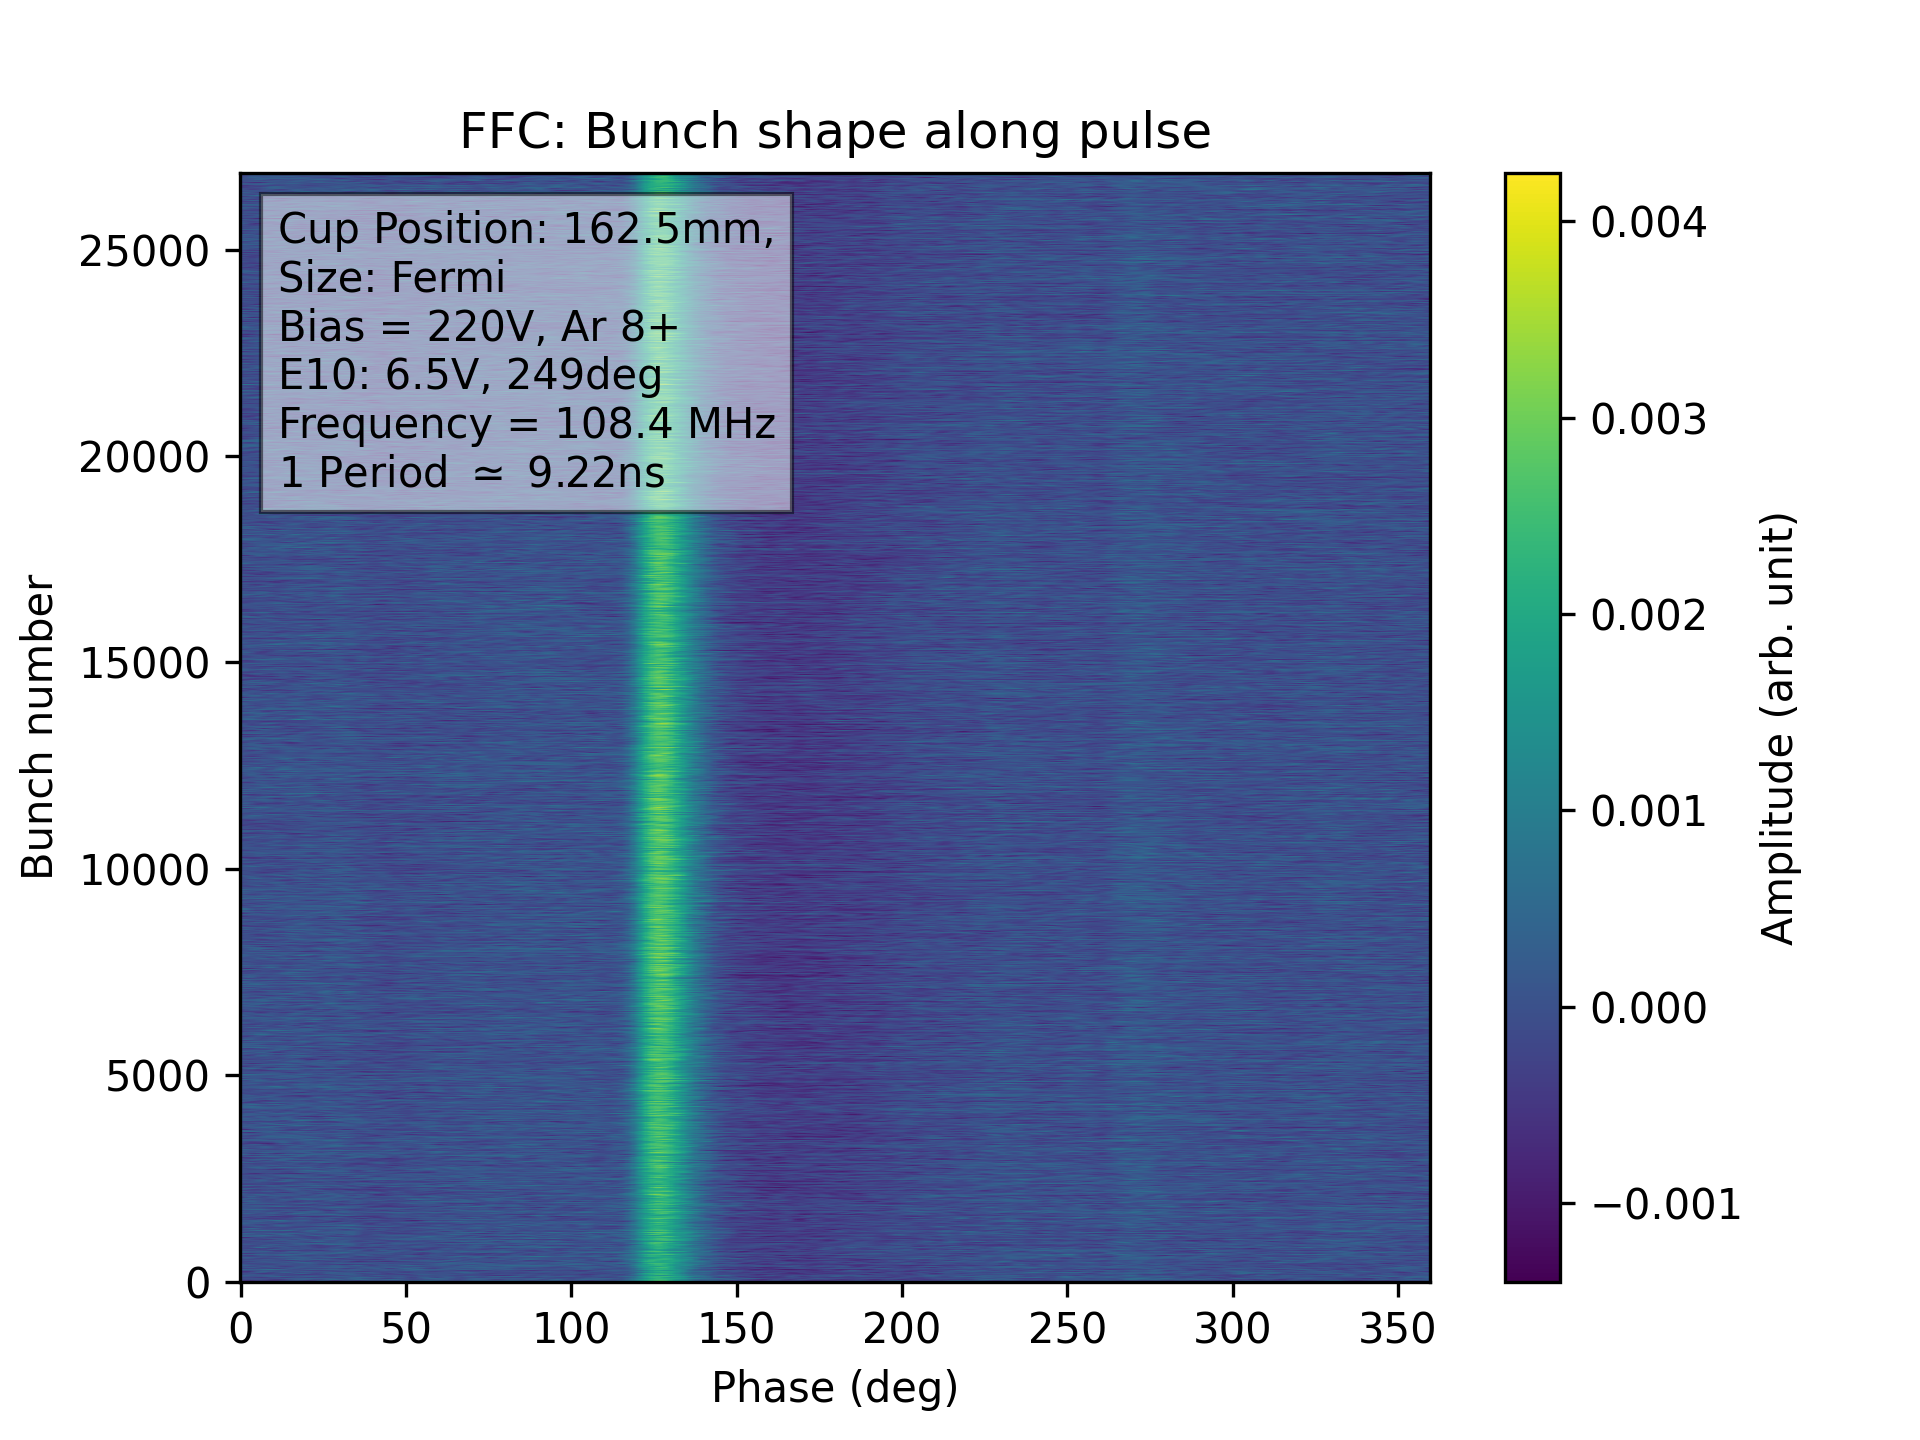 FFC: Bunch shape along pulse
Cup Position: 162.5mm,
Size: Fermi
Bias = 220V, Ar 8+
E10: 6.5V, 249deg
Frequency = 108.4 MHz
1 Period ≃ 9.22ns
Bunch number
25000
20000
15000
10000
5000
0
0 50 100 150 200 250 300 350
Phase (deg)
0.004
0.003
0.002
0.001
0.000
−0.001
Amplitude (arb. unit)